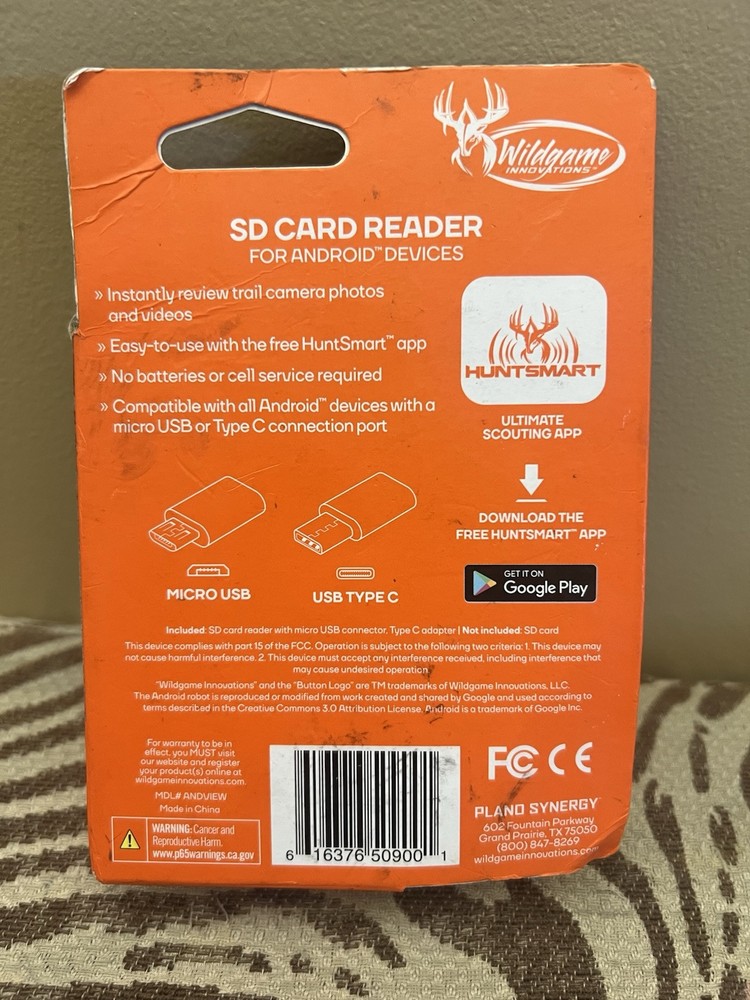 Wildgame
INNOVATIONS™
SD CARD READER
FOR ANDROID™ DEVICES
» Instantly review trail camera photos
and videos
» Easy-to-use with the free HuntSmart™ app
» No batteries or cell service required
» Compatible with all Android™ devices with a
micro USB or Type C connection port
HUNTSMART
ULTIMATE
SCOUTING APP
DOWNLOAD THE
FREE HUNTSMART™ APP
GET IT ON
Google Play
MICRO USB
USB TYPE C
Included: SD card reader with micro USB connector, Type C adapter | Not included: SD card
This device complies with part 15 of the FCC. Operation is subject to the following two criteria: 1. This device may
not cause harmful interference. 2. This device must accept any interference received, including interference that
may cause undesired operation.
"Wildgame Innovations" and the "Button Logo" are TM trademarks of Wildgame Innovations, LLC.
The Android robot is reproduced or modified from work created and shared by Google and used according to
terms described in the Creative Commons 3.0 Attribution License. Android is a trademark of Google Inc.
For warranty to be in
effect, you MUST visit
our website and register
your product(s) online at
wildgameinnovations.com.
MDL# ANDVIEW
Made in China
WARNING: Cancer and
Reproductive Harm.
www.p65warnings.ca.gov
6 16376 50900 1
FC CE
PLANO SYNERGY
602 Fountain Parkway
Grand Prairie, TX 75050
(800) 847-8269
wildgameinnovations.com